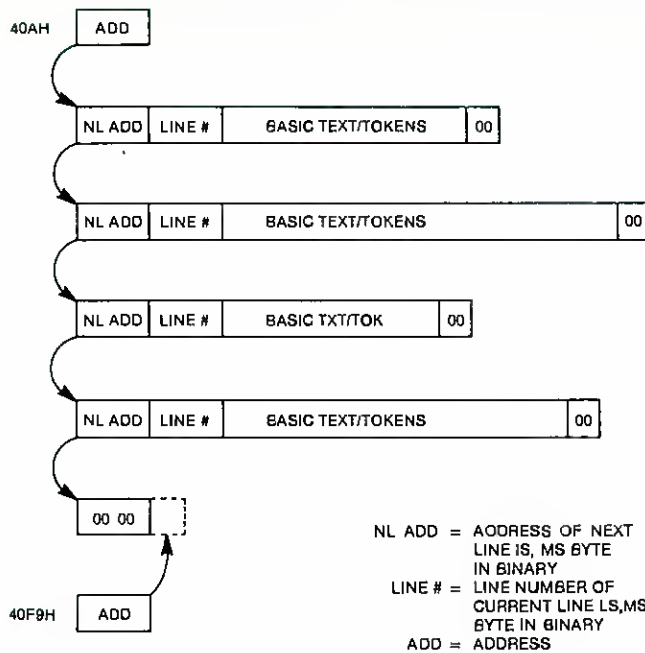 40AH ADD
NL ADD LINE # BASIC TEXT/TOKENS 00
NL ADD LINE # BASIC TEXT/TOKENS 00
NL ADD LINE # BASIC TXT/TOK 00
NL ADD LINE # BASIC TEXT/TOKENS 00
00 00
NL ADD = ADDRESS OF NEXT
LINE IS, MS BYTE
IN BINARY
LINE # = LINE NUMBER OF
CURRENT LINE LS,MS
BYTE IN BINARY
40F9H ADD
ADD = ADDRESS